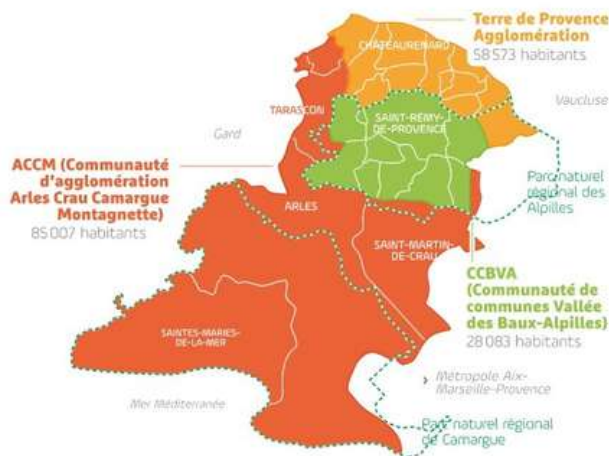 Terre de Provence
Agglomération
58 573 habitants
CHÂTEAURENARD
Vaucluse
TARASCON
SAINT-RÉMY-
DE-PROVENCE
Gard
ACCM (Communauté
d'agglomération
Arles Crau Camargue
Montagnette)
85 007 habitants
Parc naturel
régional des
Alpilles
ARLES
SAINT-MARTIN-
DE-CRAU
CCBVA
(Communauté de
communes Vallée
des Baux-Alpilles)
28 083 habitants
SAINTES-MARIES-
DE-LA-MER
Métropole Aix-
Marseille-Provence
Mer Méditerranée
Parc naturel régional
de Camargue